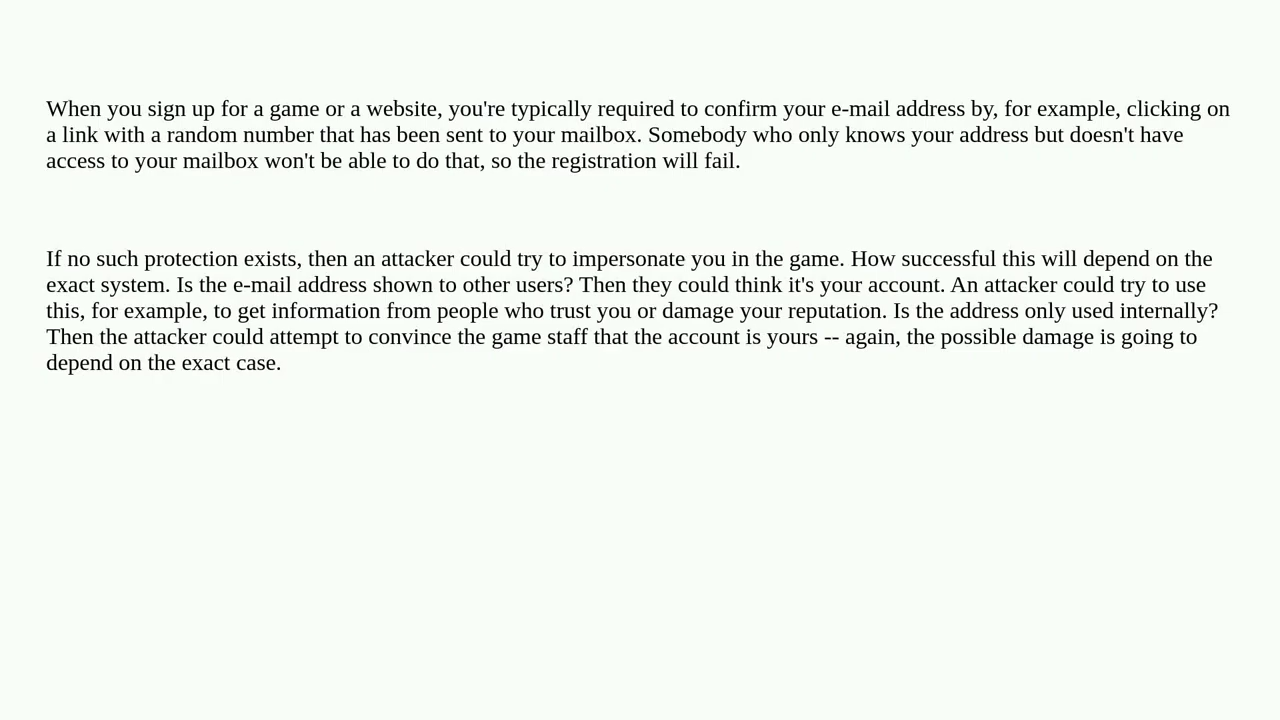 When you sign up for a game or a website, you're typically required to confirm your e-mail address by, for example, clicking on
a link with a random number that has been sent to your mailbox. Somebody who only knows your address but doesn't have
access to your mailbox won't be able to do that, so the registration will fail.
If no such protection exists, then an attacker could try to impersonate you in the game. How successful this will depend on the
exact system. Is the e-mail address shown to other users? Then they could think it's your account. An attacker could try to use
this, for example, to get information from people who trust you or damage your reputation. Is the address only used internally?
Then the attacker could attempt to convince the game staff that the account is yours -- again, the possible damage is going to
depend on the exact case.